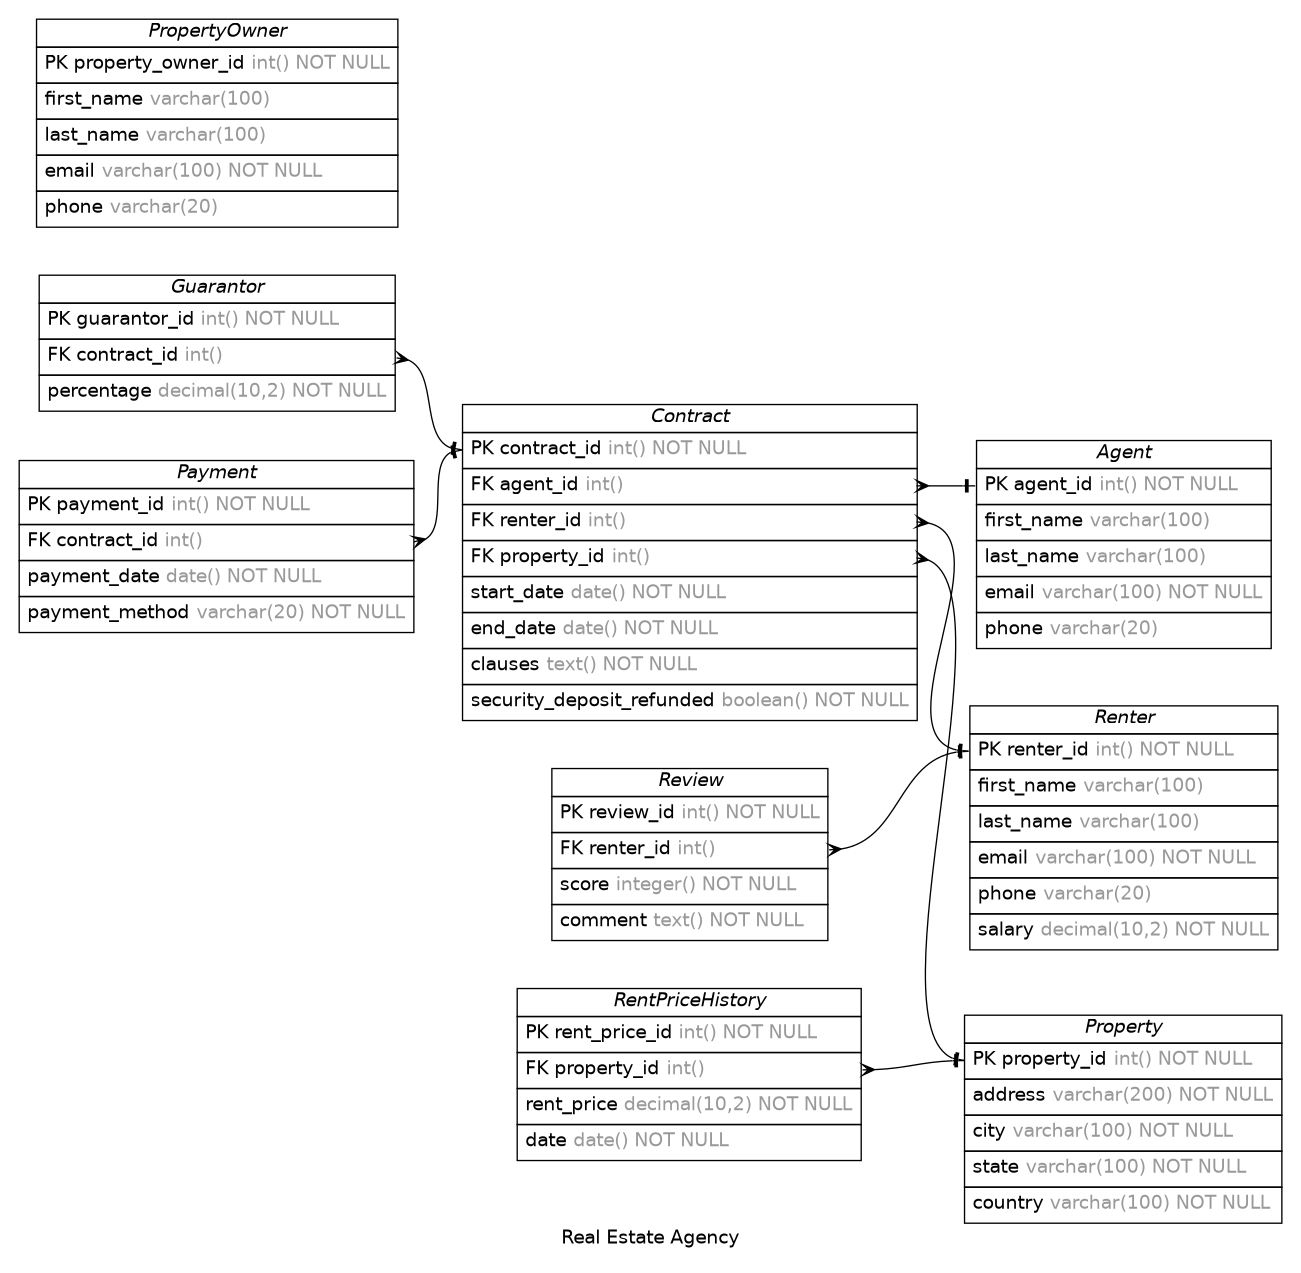 PropertyOwner
PK property_owner_id int() NOT NULL
first_name varchar(100)
last_name varchar(100)
email varchar(100) NOT NULL
phone varchar(20)
Guarantor
PK guarantor_id int() NOT NULL
FK contract_id int()
percentage decimal(10,2) NOT NULL
Payment
PK payment_id int() NOT NULL
FK contract_id int()
payment_date date() NOT NULL
payment_method varchar(20) NOT NULL
Contract
PK contract_id int() NOT NULL
FK agent_id int()
FK renter_id int()
FK property_id int()
start_date date() NOT NULL
end_date date() NOT NULL
clauses text() NOT NULL
security_deposit_refunded boolean() NOT NULL
Agent
PK agent_id int() NOT NULL
first_name varchar(100)
last_name varchar(100)
email varchar(100) NOT NULL
phone varchar(20)
Renter
PK renter_id int() NOT NULL
first_name varchar(100)
last_name varchar(100)
email varchar(100) NOT NULL
phone varchar(20)
salary decimal(10,2) NOT NULL
Review
PK review_id int() NOT NULL
FK renter_id int()
score integer() NOT NULL
comment text() NOT NULL
RentPriceHistory
PK rent_price_id int() NOT NULL
FK property_id int()
rent_price decimal(10,2) NOT NULL
date date() NOT NULL
Property
PK property_id int() NOT NULL
address varchar(200) NOT NULL
city varchar(100) NOT NULL
state varchar(100) NOT NULL
country varchar(100) NOT NULL
Real Estate Agency